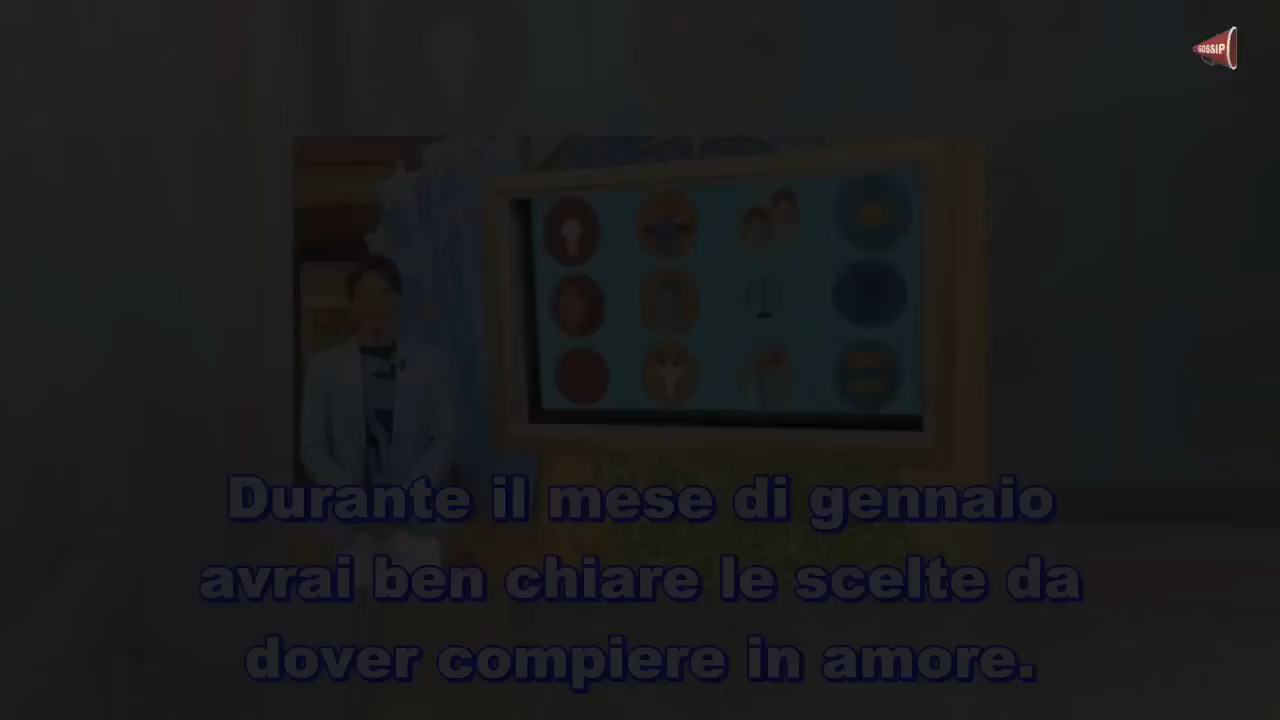 GOSSIP
Durante il mese di gennaio
avrai ben chiare le scelte da
dover compiere in amore.